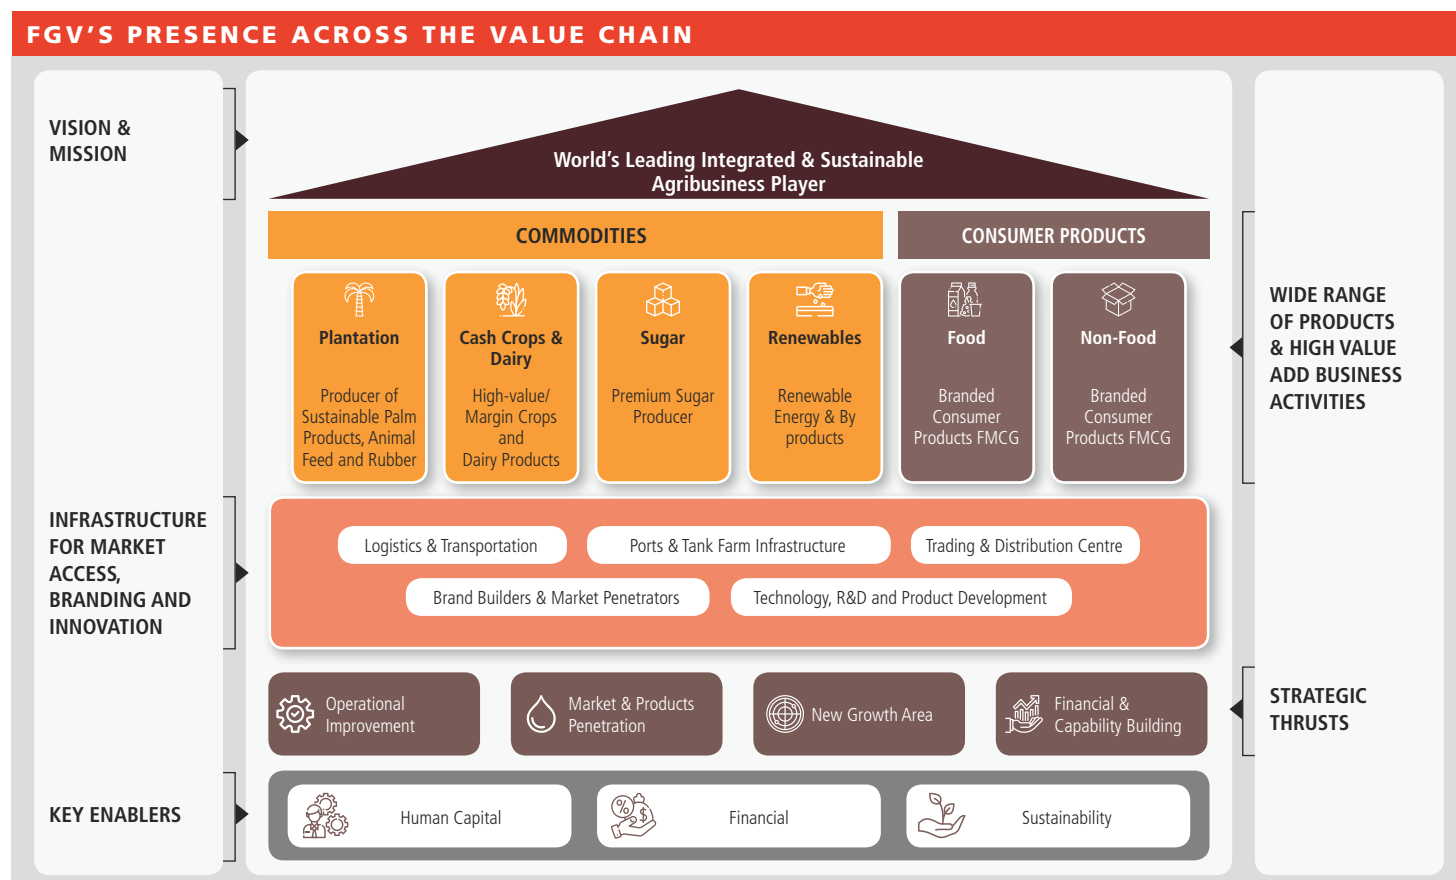 FGV’S PRESENCE ACROSS THE VALUE CHAIN
VISION &
MISSION
World’s Leading Integrated & Sustainable
Agribusiness Player
COMMODITIES
CONSUMER PRODUCTS
Plantation
Producer of
Sustainable Palm
Products, Animal
Feed and Rubber
Cash Crops &
Dairy
High-value/
Margin Crops
and
Dairy Products
Sugar
Premium Sugar
Producer
Renewables
Renewable
Energy & By
products
Food
Branded
Consumer
Products FMCG
Non-Food
Branded
Consumer
Products FMCG
WIDE RANGE
OF PRODUCTS
& HIGH VALUE
ADD BUSINESS
ACTIVITIES
INFRASTRUCTURE
FOR MARKET
ACCESS,
BRANDING AND
INNOVATION
Logistics & Transportation
Ports & Tank Farm Infrastructure
Trading & Distribution Centre
Brand Builders & Market Penetrators
Technology, R&D and Product Development
Operational
Improvement
Market & Products
Penetration
New Growth Area
Financial &
Capability Building
STRATEGIC
THRUSTS
KEY ENABLERS
Human Capital
%
$
Financial
Sustainability